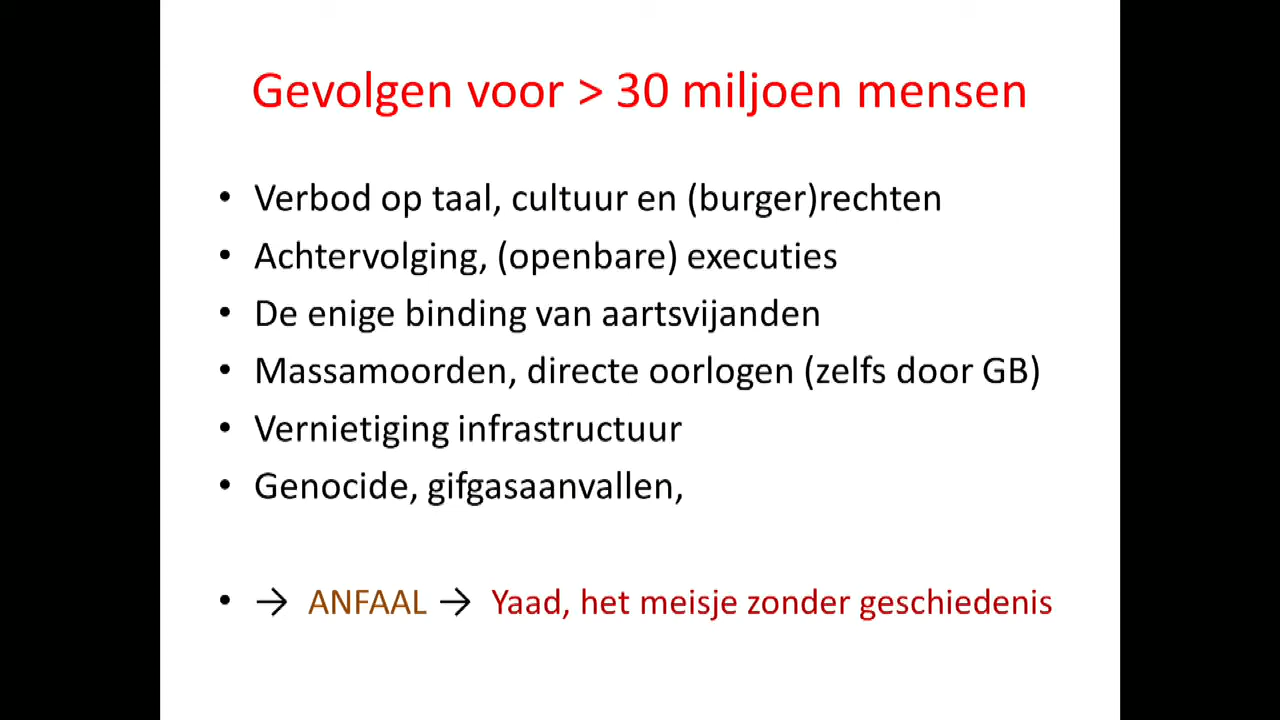 Gevolgen voor > 30 miljoen mensen
• Verbod op taal, cultuur en (burger)rechten
• Achtervolging, (openbare) executies
• De enige binding van aartsvijanden
• Massamoorden, directe oorlogen (zelfs door GB)
• Vernietiging infrastructuur
• Genocide, gifgasaanvallen,
• → ANFAAL → Yaad, het meisje zonder geschiedenis